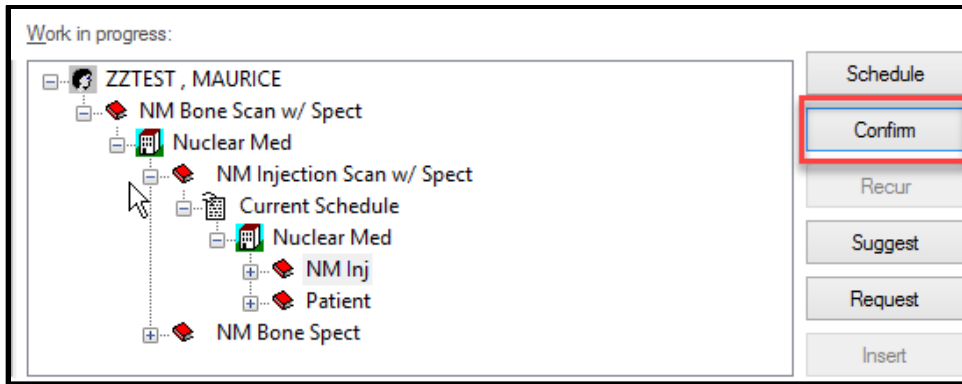 Work in progress:
ZZTEST , MAURICE
NM Bone Scan w/ Spect
Nuclear Med
NM Injection Scan w/ Spect
Current Schedule
Nuclear Med
NM Inj
Patient
NM Bone Spect
Schedule
Confirm
Recur
Suggest
Request
Insert